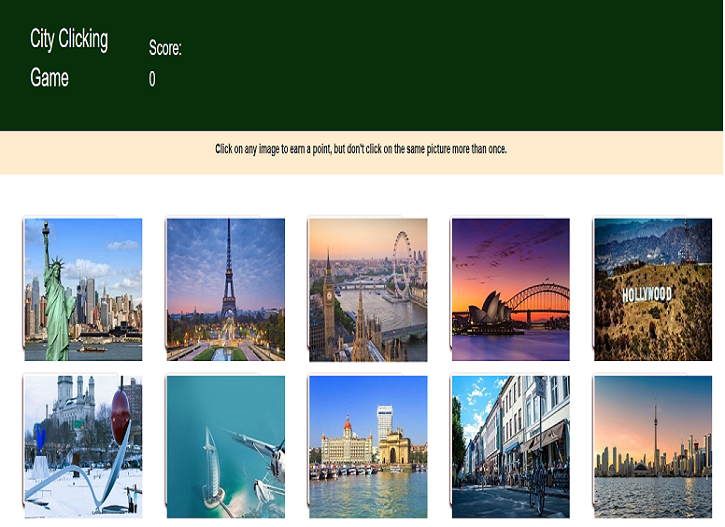 City Clicking
Game
Score:
0
Click on any image to earn a point, but don't click on the same picture more than once.
HOLLYWOOD